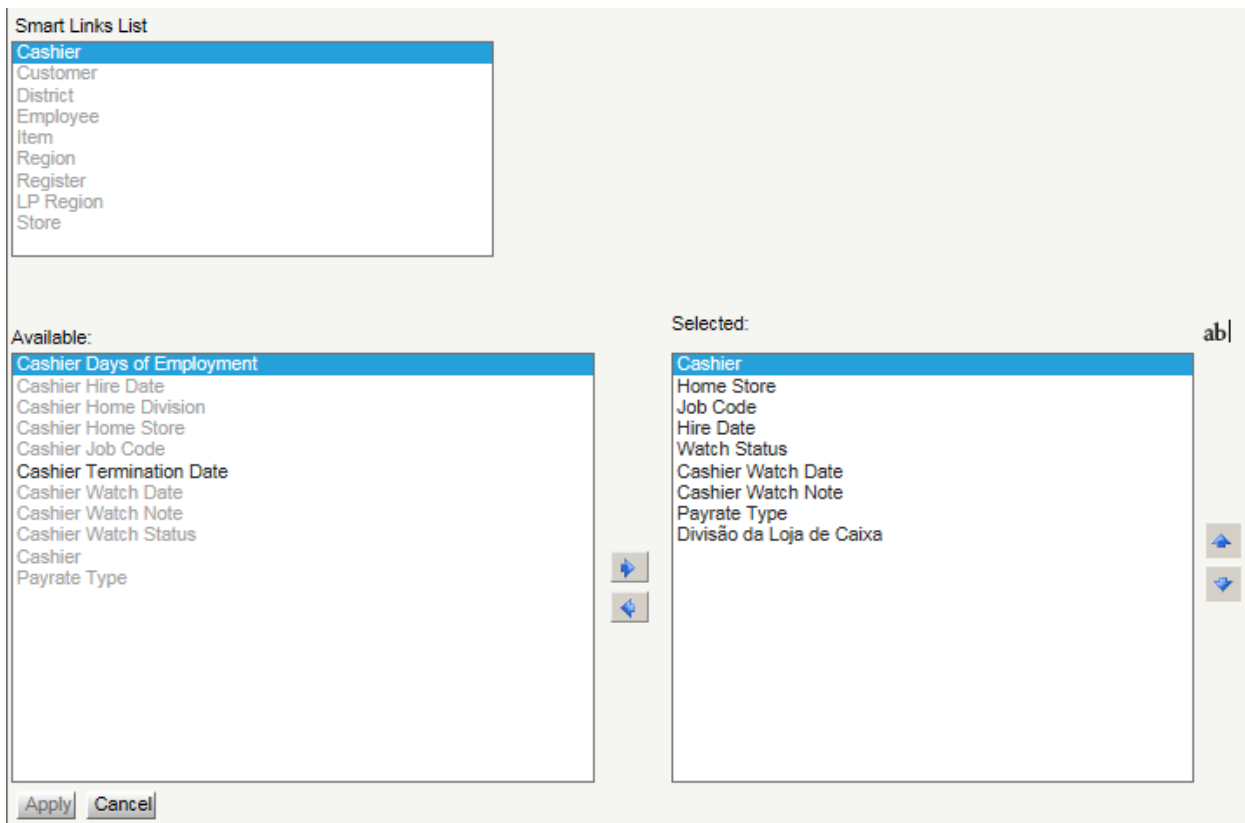 Smart Links List
Cashier
Customer
District
Employee
Item
Region
Register
LP Region
Store
Available:
Cashier Days of Employment
Cashier Hire Date
Cashier Home Division
Cashier Home Store
Cashier Job Code
Cashier Termination Date
Cashier Watch Date
Cashier Watch Note
Cashier Watch Status
Cashier
Payrate Type
Selected:
ab|
Cashier
Home Store
Job Code
Hire Date
Watch Status
Cashier Watch Date
Cashier Watch Note
Payrate Type
Divisão da Loja de Caixa
Apply Cancel